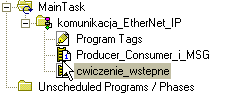 MainTask
komunikacja_EtherNet_IP
Program Tags
Producer_Consumer_i_MSG
cwiczenie_wstepne
Unscheduled Programs / Phases